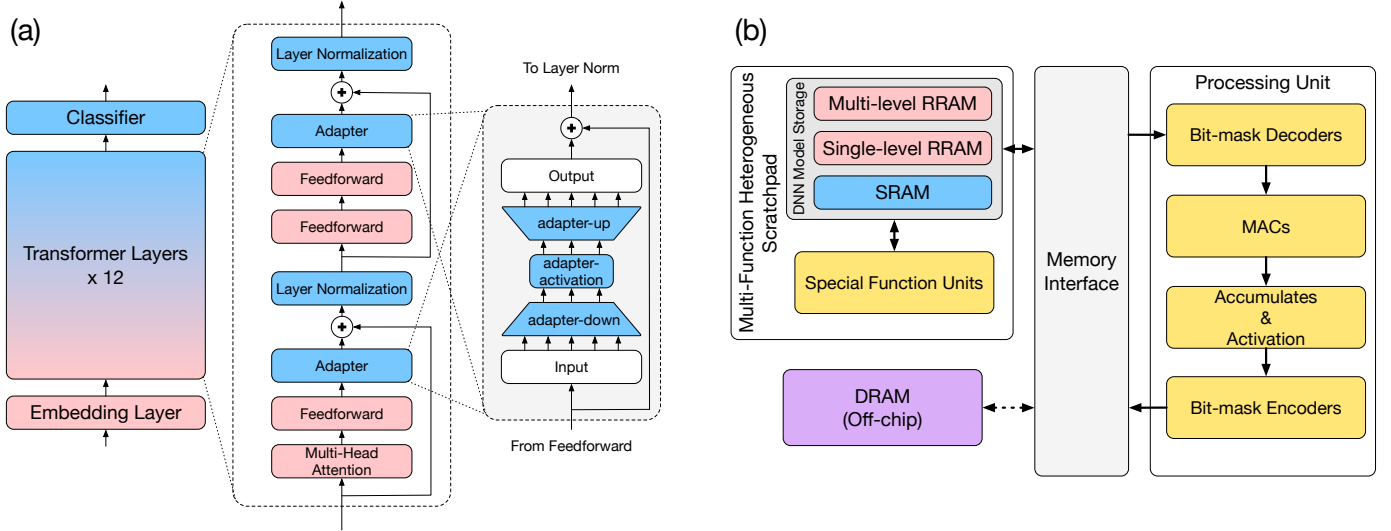 (a)
Classifier
Transformer Layers
x 12
Embedding Layer
Layer Normalization
+
Adapter
Feedforward
Feedforward
Layer Normalization
+
Adapter
Feedforward
Multi-Head
Attention
To Layer Norm
+
Output
adapter-up
adapter-
activation
adapter-down
Input
From Feedforward
(b)
Multi-Function Heterogeneous
Scratchpad
DNN Model Storage
Multi-level RRAM
Single-level RRAM
SRAM
Special Function Units
DRAM
(Off-chip)
Memory
Interface
Processing Unit
Bit-mask Decoders
MACs
Accumulates
&
Activation
Bit-mask Encoders